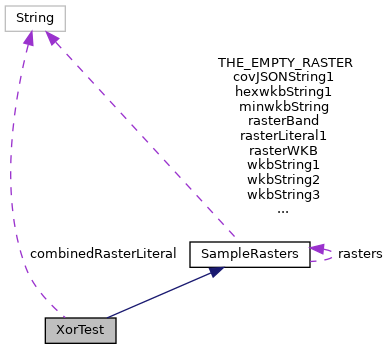 String
THE_EMPTY_RASTER
covJSONString1
hexwkbString1
minwkbString
rasterBand
rasterLiteral1
rasterWKB
wkbString1
wkbString2
wkbString3
...
combinedRasterLiteral
SampleRasters
rasters
XorTest